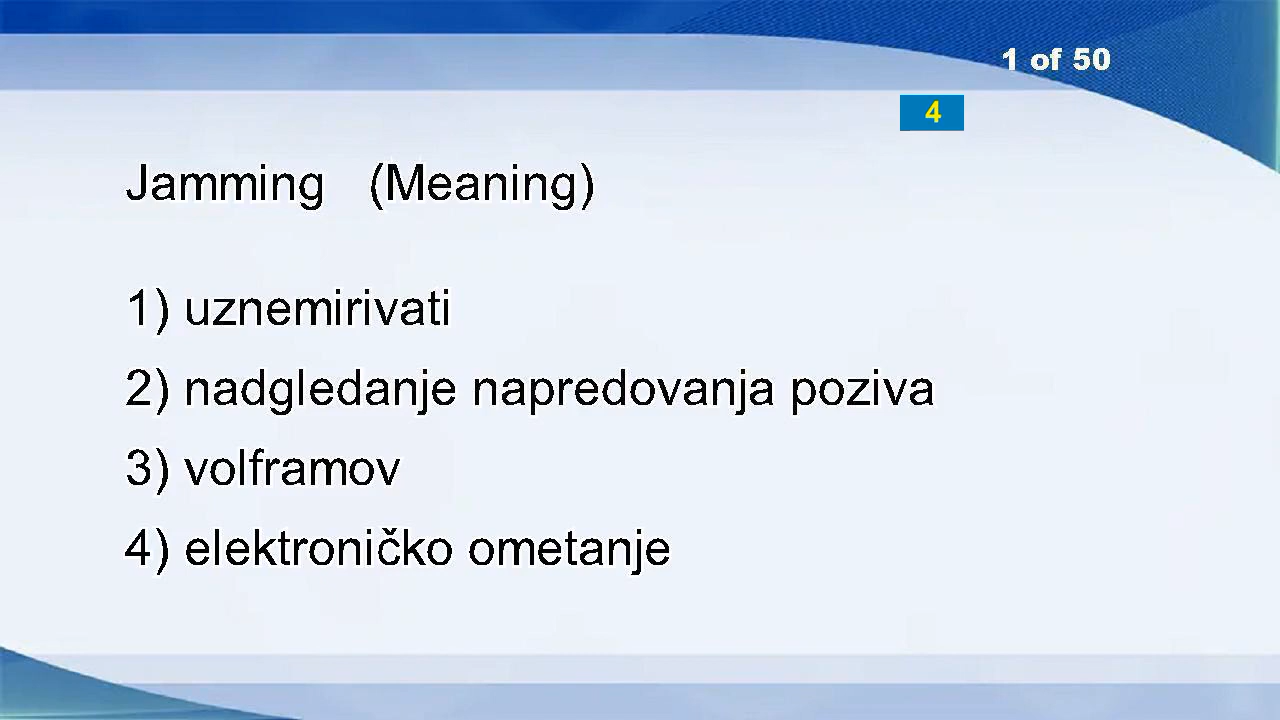 1 of 50
4
Jamming (Meaning)
1) uznemirivati
2) nadgledanje napredovanja poziva
3) volframov
4) elektroničko ometanje